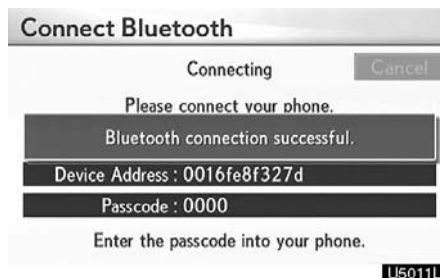 Connect Bluetooth
Connecting
Cancel
Please connect your phone.
Bluetooth connection successful.
Device Address : 0016fe8f327d
Passcode : 0000
Enter the passcode into your phone.